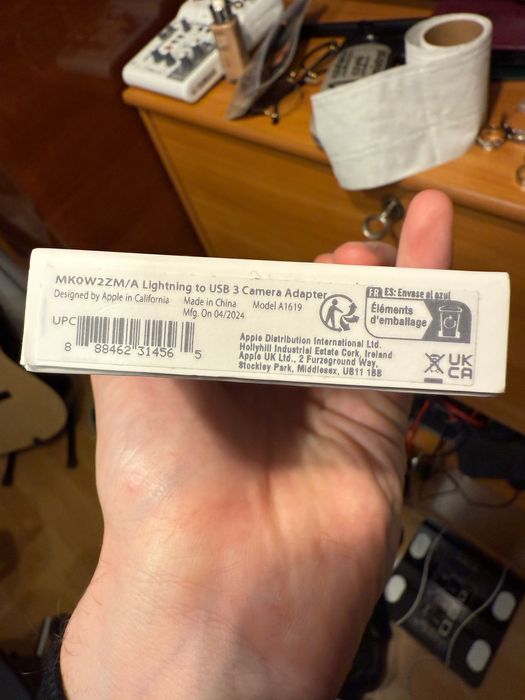 MK0W2ZM/A Lightning to USB 3 Camera Adapter
Designed by Apple in California Made in China Model A1619
Mfg. On 04/2024
UPC
8 88462 31456 5
Apple Distribution International Ltd.
Hollyhill Industrial Estate Cork, Ireland
Apple UK Ltd., 2 Furzeground Way,
Stockley Park, Middlesex, UB11 1BB
FR ES: Envase al azul
Éléments
d'emballage
UK
CA